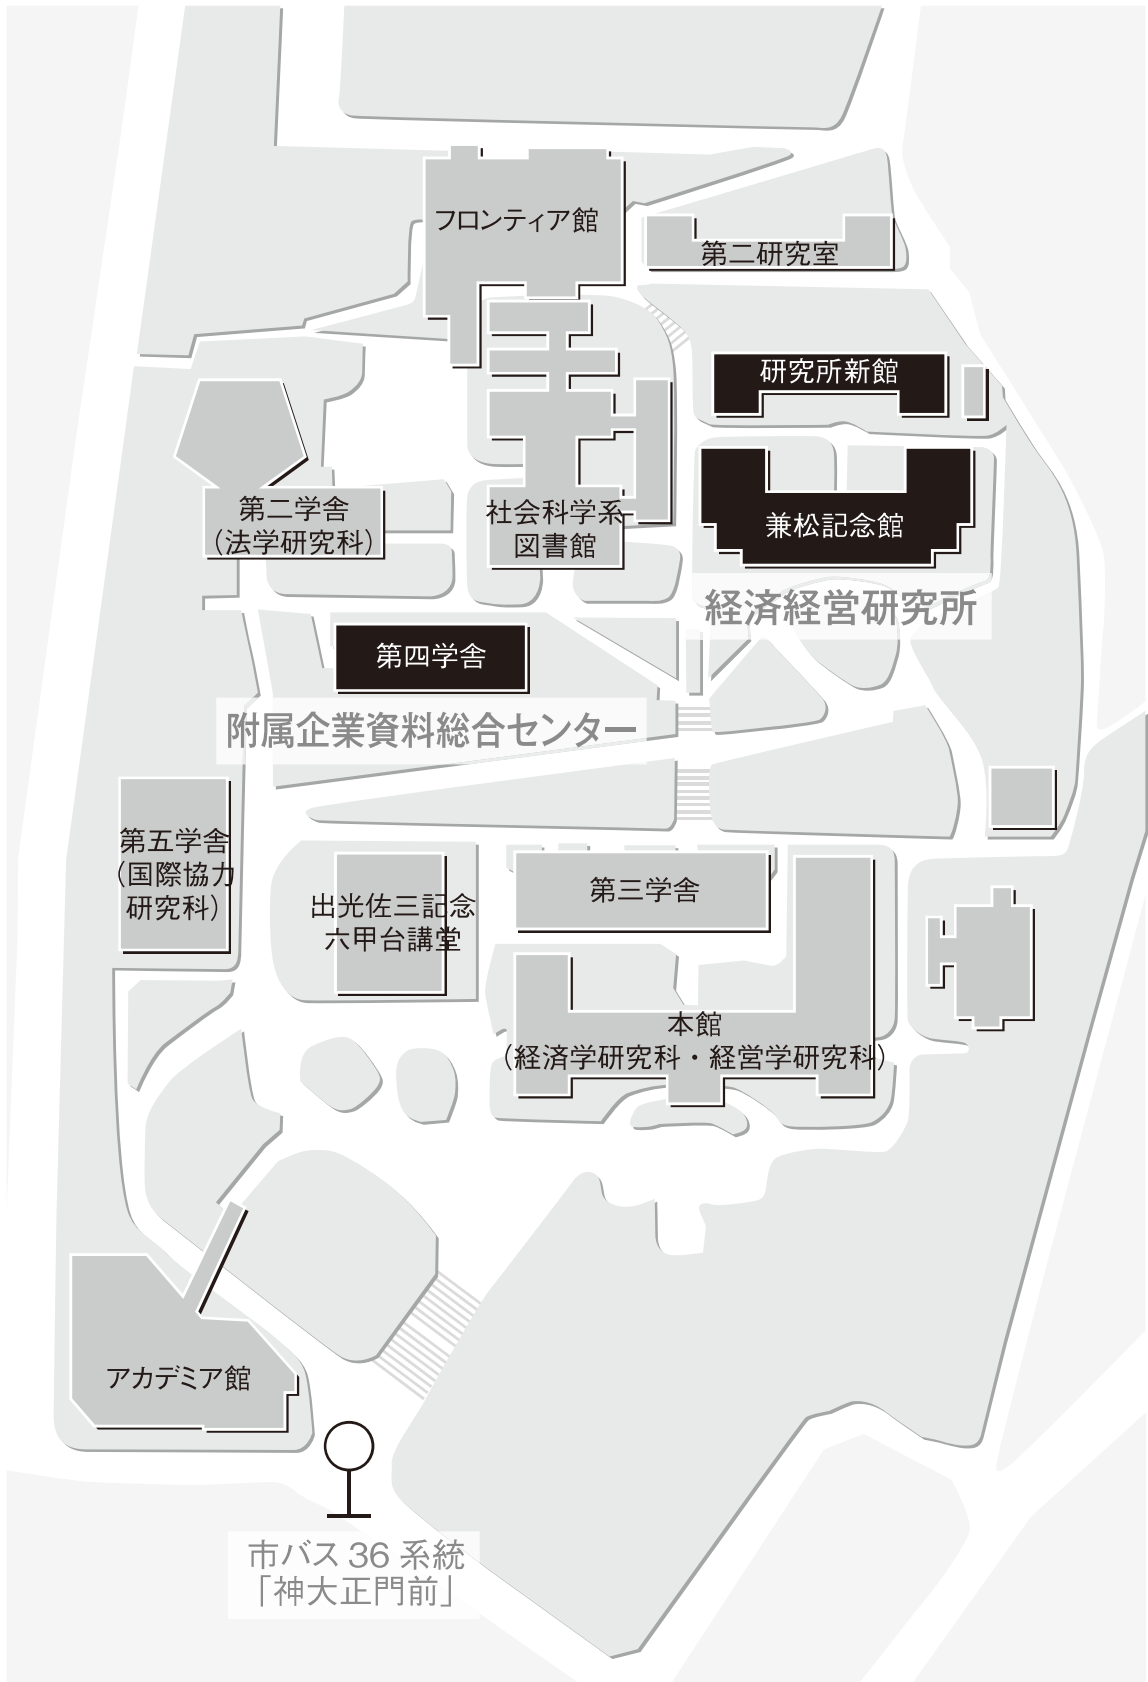 フロンティア館
第二研究室
研究所新館
第二学舎
（法学研究科）
社会科学系
図書館
兼松記念館
経済経営研究所
第四学舎
附属企業資料総合センター
第五学舎
（国際協力
研究科）
出光佐三記念
六甲台講堂
第三学舎
本館
（経済学研究科・経営学研究科）
アカデミア館
市バス 36 系統
「神大正門前」